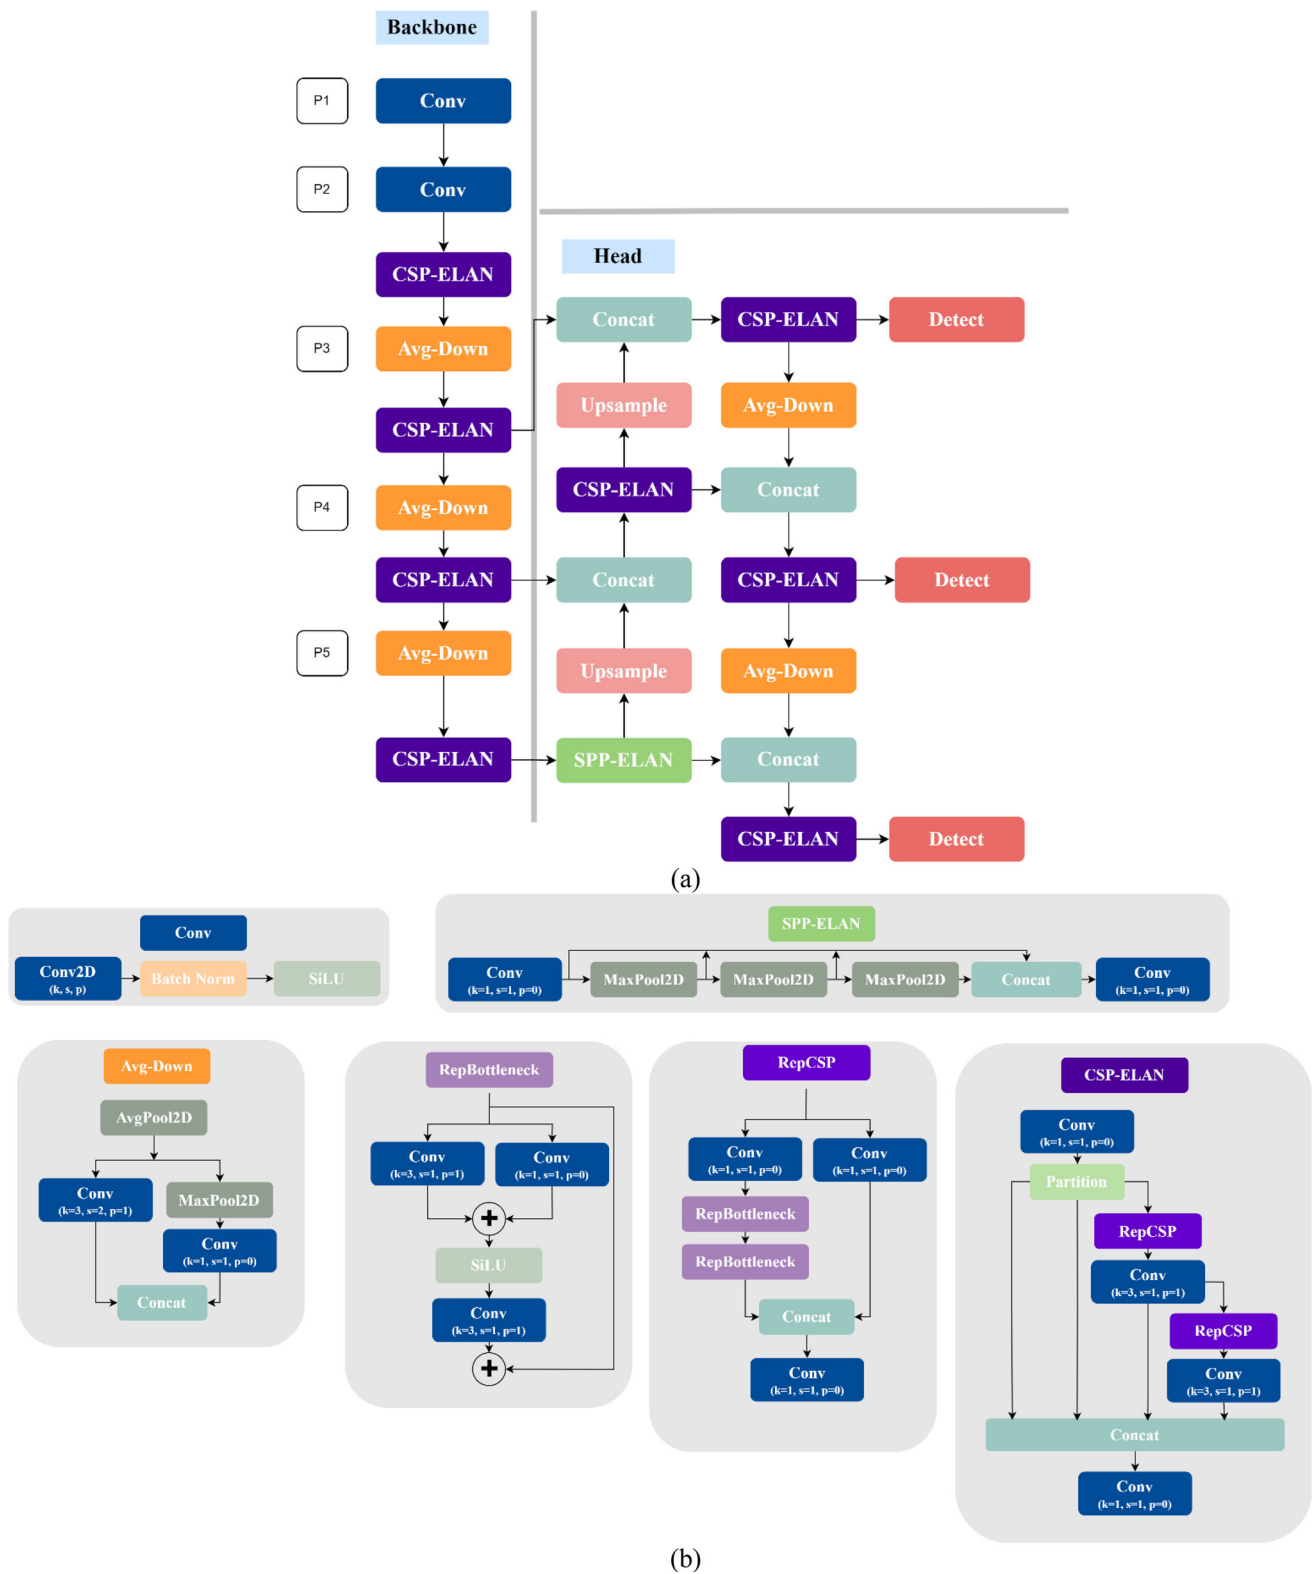 Backbone
P1
Conv
P2
Conv
CSP-ELAN
Head
P3
Avg-Down
Concat
CSP-ELAN
Detect
CSP-ELAN
Upsample
Avg-Down
P4
Avg-Down
CSP-ELAN
Concat
CSP-ELAN
Concat
CSP-ELAN
Detect
P5
Avg-Down
Upsample
Avg-Down
CSP-ELAN
SPP-ELAN
Concat
CSP-ELAN
Detect
(a)
Conv
Conv2D
(k, s, p)
Batch Norm
SiLU
SPP-ELAN
Conv
(k=1, s=1, p=0)
MaxPool2D
MaxPool2D
MaxPool2D
Concat
Conv
(k=1, s=1, p=0)
Avg-Down
AvgPool2D
Conv
(k=3, s=2, p=1)
MaxPool2D
Conv
(k=1, s=1, p=0)
Concat
RepBottleneck
Conv
(k=3, s=1, p=1)
Conv
(k=1, s=1, p=0)
+
SiLU
Conv
(k=3, s=1, p=1)
+
RepCSP
Conv
(k=1, s=1, p=0)
Conv
(k=1, s=1, p=0)
RepBottleneck
RepBottleneck
Concat
Conv
(k=1, s=1, p=0)
CSP-ELAN
Conv
(k=1, s=1, p=0)
Partition
RepCSP
Conv
(k=3, s=1, p=1)
RepCSP
Conv
(k=3, s=1, p=1)
Concat
Conv
(k=1, s=1, p=0)
(b)